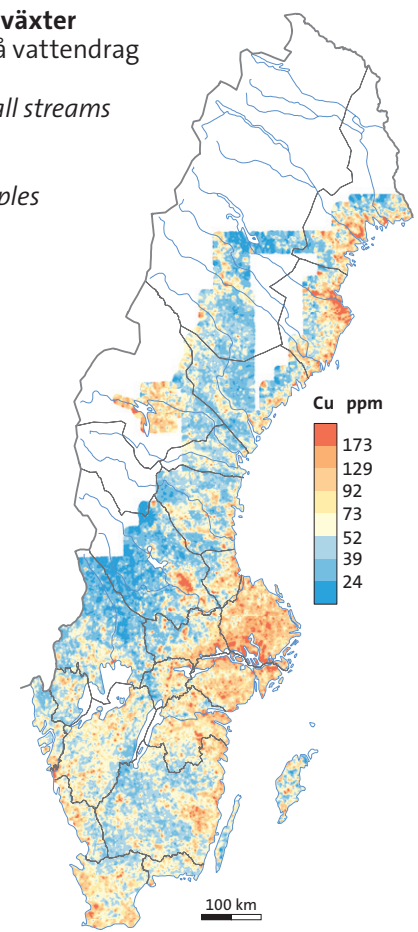 växter
å vattendrag
all streams
ples
Cu ppm
173
129
92
73
52
39
24
100 km